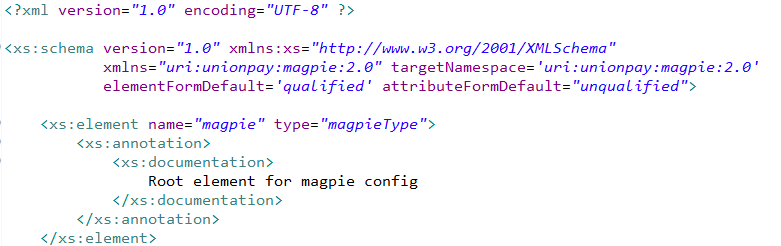 <?xml version="1.0" encoding="UTF-8" ?>
<xs:schema version="1.0" xmlns:xs="http://www.w3.org/2001/XMLSchema"
xmlns="uri:unionpay:magpie:2.0" targetNamespace='uri:unionpay:magpie:2.0'
elementFormDefault='qualified' attributeFormDefault="unqualified">
<xs:element name="magpie" type="magpieType">
<xs:annotation>
<xs:documentation>
Root element for magpie config
</xs:documentation>
</xs:annotation>
</xs:element>